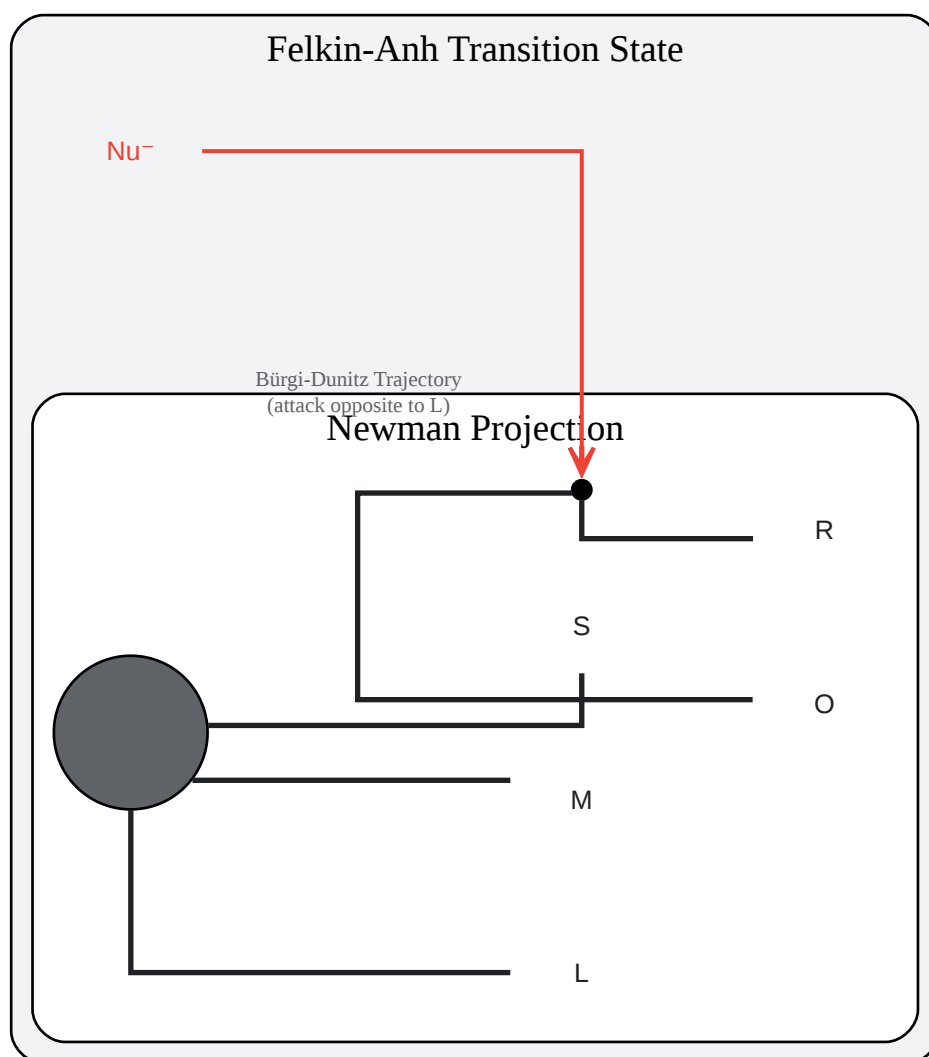 Felkin-Anh Transition State
Nu⁻
Bürgi-Dunitz Trajectory
(attack opposite to L)
Newman Projection
R
S
O
M
L